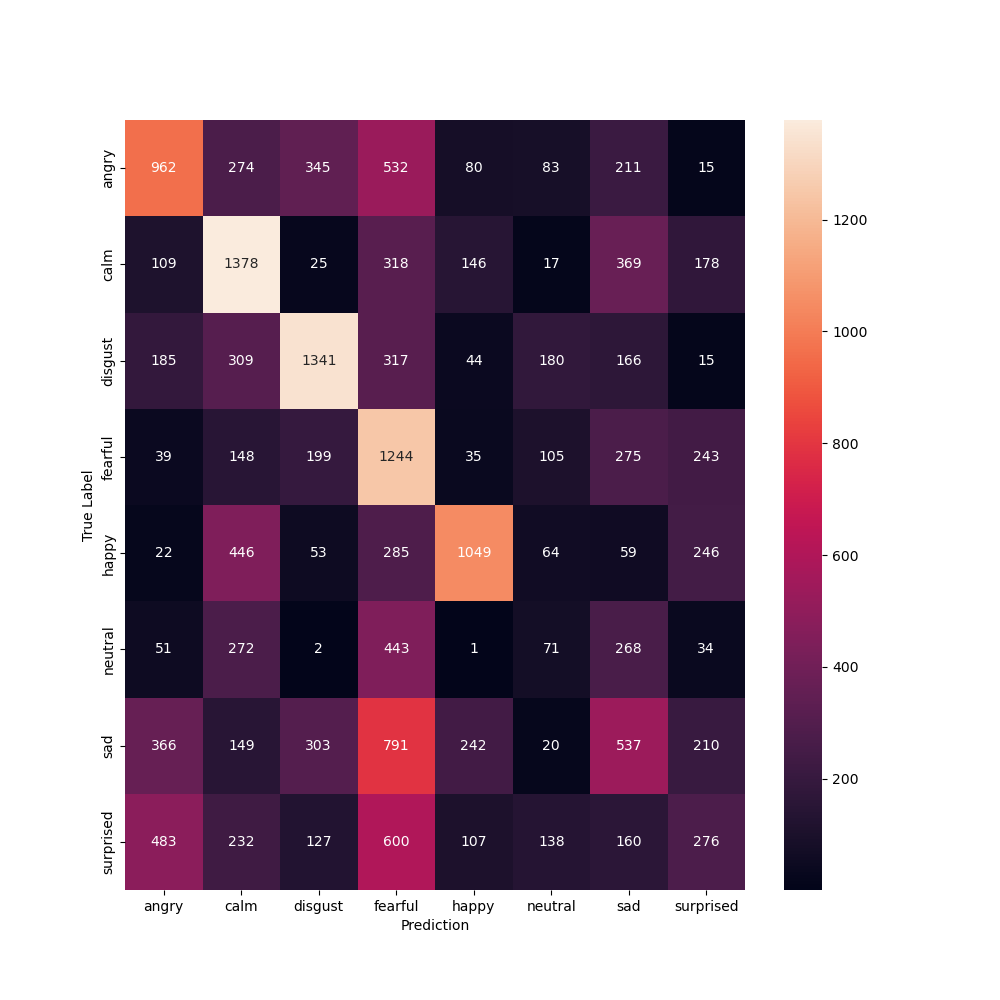 angry 962 274 345 532 80 83 211 15
calm 109 1378 25 318 146 17 369 178
disgust 185 309 1341 317 44 180 166 15
fearful 39 148 199 1244 35 105 275 243
happy 22 446 53 285 1049 64 59 246
neutral 51 272 2 443 1 71 268 34
sad 366 149 303 791 242 20 537 210
surprised 483 232 127 600 107 138 160 276
angry calm disgust fearful happy neutral sad surprised
Prediction
True Label
1200
1000
800
600
400
200